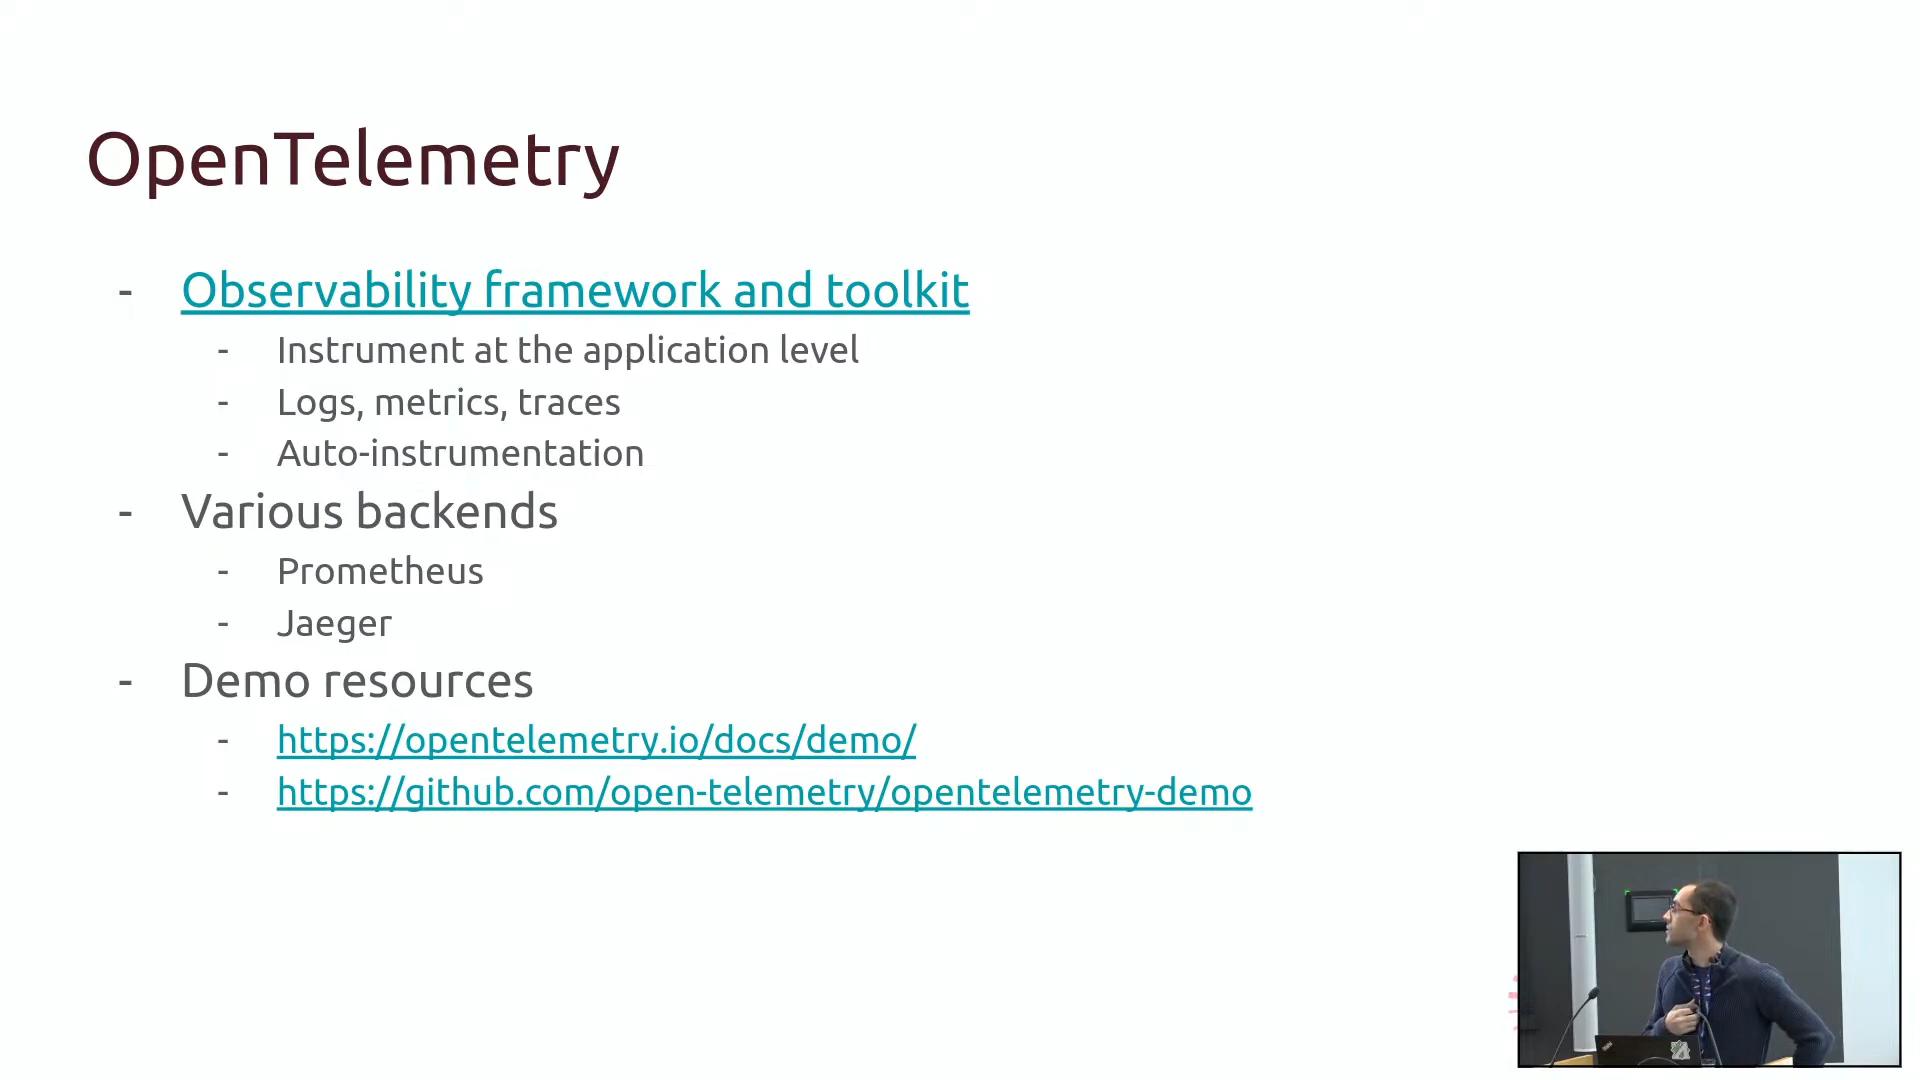 OpenTelemetry
- Observability framework and toolkit
- Instrument at the application level
- Logs, metrics, traces
- Auto-instrumentation
- Various backends
- Prometheus
- Jaeger
- Demo resources
- https://opentelemetry.io/docs/demo/
- https://github.com/open-telemetry/opentelemetry-demo